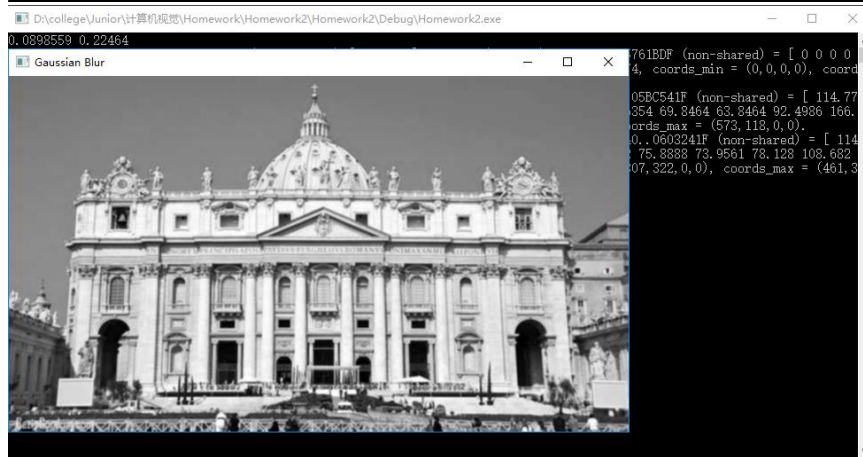 D:\college\Junior\计算机视觉\Homework\Homework2\Homework2\Debug\Homework2.exe
0.0898559 0.22464
761BDF (non-shared) = [ 0 0 0 0
4, coords_min = (0,0,0,0), coord
Gaussian Blur
05BC541F (non-shared) = [ 114.77
354 69.8464 63.8464 92.4986 166.
ords_max = (573,118,0,0).
0..0603241F (non-shared) = [ 114
75.8888 73.9561 78.128 108.682
07,322,0,0), coords_max = (461,3